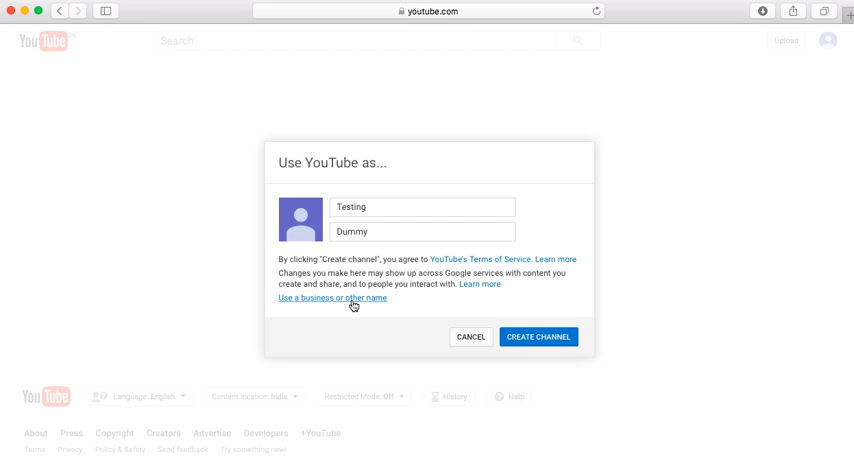 youtube.com
YouTube IN
Search
Upload
Use YouTube as...
Testing
Dummy
By clicking "Create channel", you agree to YouTube's Terms of Service. Learn more
Changes you make here may show up across Google services with content you
create and share, and to people you interact with. Learn more
Use a business or other name
CANCEL
CREATE CHANNEL
YouTube
Language: English
Content location: India
Restricted Mode: Off
History
Help
About Press Copyright Creators Advertise Developers +YouTube
Terms Privacy Policy & Safety Send feedback Try something new!